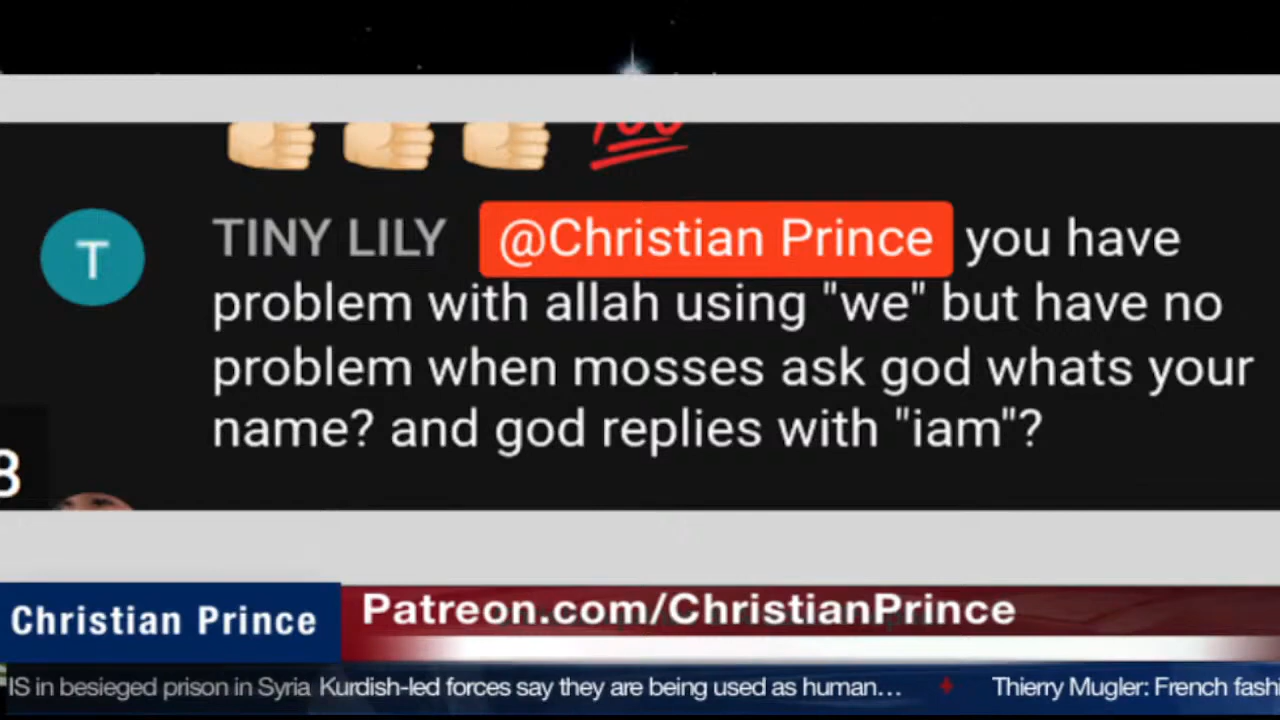 TINY LILY @Christian Prince you have
T
problem with allah using "we" but have no
problem when mosses ask god whats your
name? and god replies with "iam"?
8
Christian Prince
Patreon.com/ChristianPrince
IS in besieged prison in Syria Kurdish-led forces say they are being used as human… Thierry Mugler: French fashi